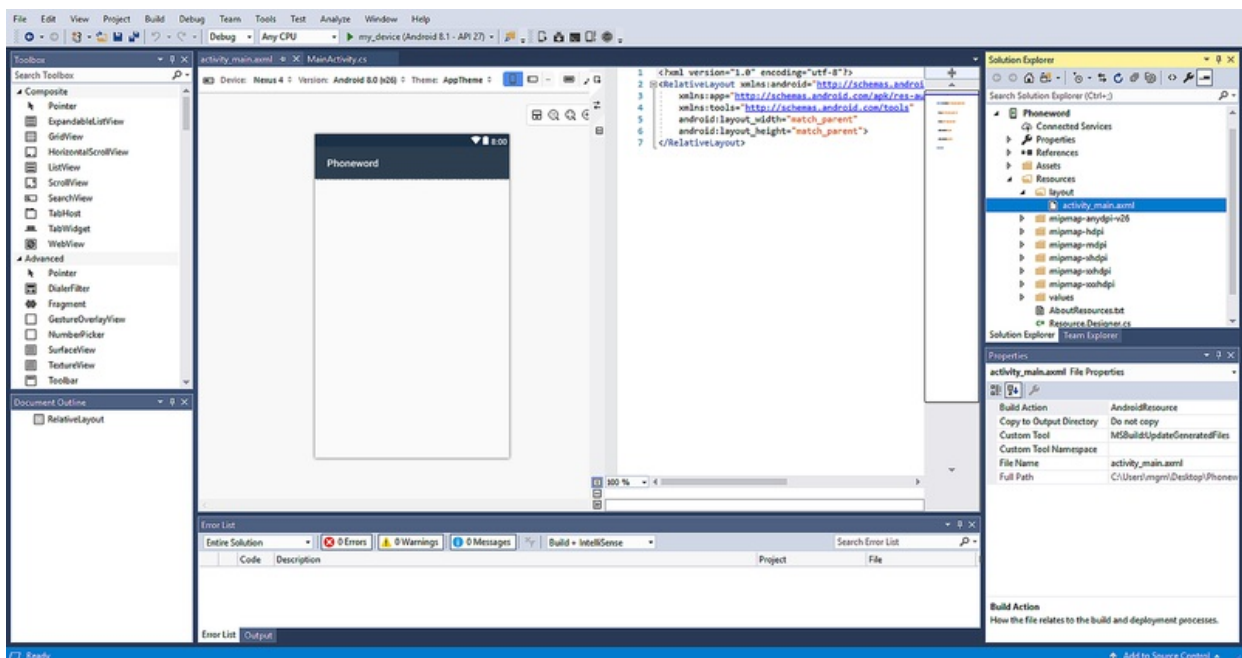 File Edit View Project Build Debug Team Tools Test Analyze Window Help
Debug Any CPU my_device (Android 8.1 - API 27)
Toolbox
Search Toolbox
Composite
Pointer
ExpandableListView
GridView
HorizontalScrollView
ListView
ScrollView
SearchView
TabHost
TabWidget
WebView
Advanced
Pointer
DialerFilter
Fragment
GestureOverlayView
NumberPicker
SurfaceView
TextureView
Toolbar
Document Outline
RelativeLayout
activity_main.axml MainActivity.cs
Device: Nexus 4 Version: Android 8.0 (v26) Theme: AppTheme
8:00
Phoneword
1 <?xml version="1.0" encoding="utf-8"?>
2 <RelativeLayout xmlns:android="http://schemas.androi
3 xmlns:app="http://schemas.android.com/apk/res-au
4 xmlns:tools="http://schemas.android.com/tools"
5 android:layout_width="match_parent"
6 android:layout_height="match_parent">
7 </RelativeLayout>
100 %
Error List
Entire Solution 0 Errors 0 Warnings 0 Messages Build + IntelliSense Search Error List
Code Description Project File
Error List Output
Solution Explorer
Search Solution Explorer (Ctrl+;)
Phoneword
Connected Services
Properties
References
Assets
Resources
layout
activity_main.axml
mipmap-anydpi-v26
mipmap-hdpi
mipmap-mdpi
mipmap-xhdpi
mipmap-xxhdpi
mipmap-xxxhdpi
values
AboutResources.txt
Resource.Designer.cs
Solution Explorer Team Explorer
Properties
activity_main.axml File Properties
Build Action AndroidResource
Copy to Output Directory Do not copy
Custom Tool MSBuild:UpdateGeneratedFiles
Custom Tool Namespace
File Name activity_main.axml
Full Path C:\Users\mgm\Desktop\Phonew
Build Action
How the file relates to the build and deployment processes.
Ready Add to Source Control